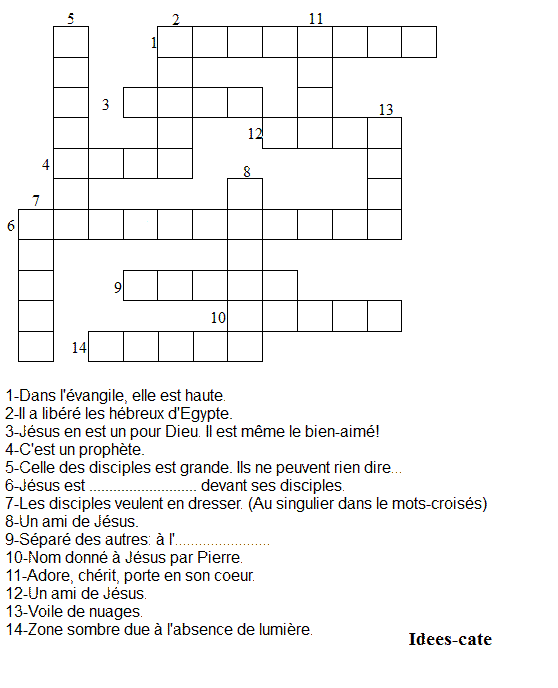 5 2 11
1
3 13
12
4
8
7
6
9
10
14
1-Dans l'évangile, elle est haute.
2-Il a libéré les hébreux d'Egypte.
3-Jésus en est un pour Dieu. Il est même le bien-aimé!
4-C'est un prophète.
5-Celle des disciples est grande. Ils ne peuvent rien dire...
6-Jésus est ........................... devant ses disciples.
7-Les disciples veulent en dresser. (Au singulier dans le mots-croisés)
8-Un ami de Jésus.
9-Séparé des autres: à l'........................
10-Nom donné à Jésus par Pierre.
11-Adore, chérit, porte en son coeur.
12-Un ami de Jésus.
13-Voile de nuages.
14-Zone sombre due à l'absence de lumière.
Idees-cate